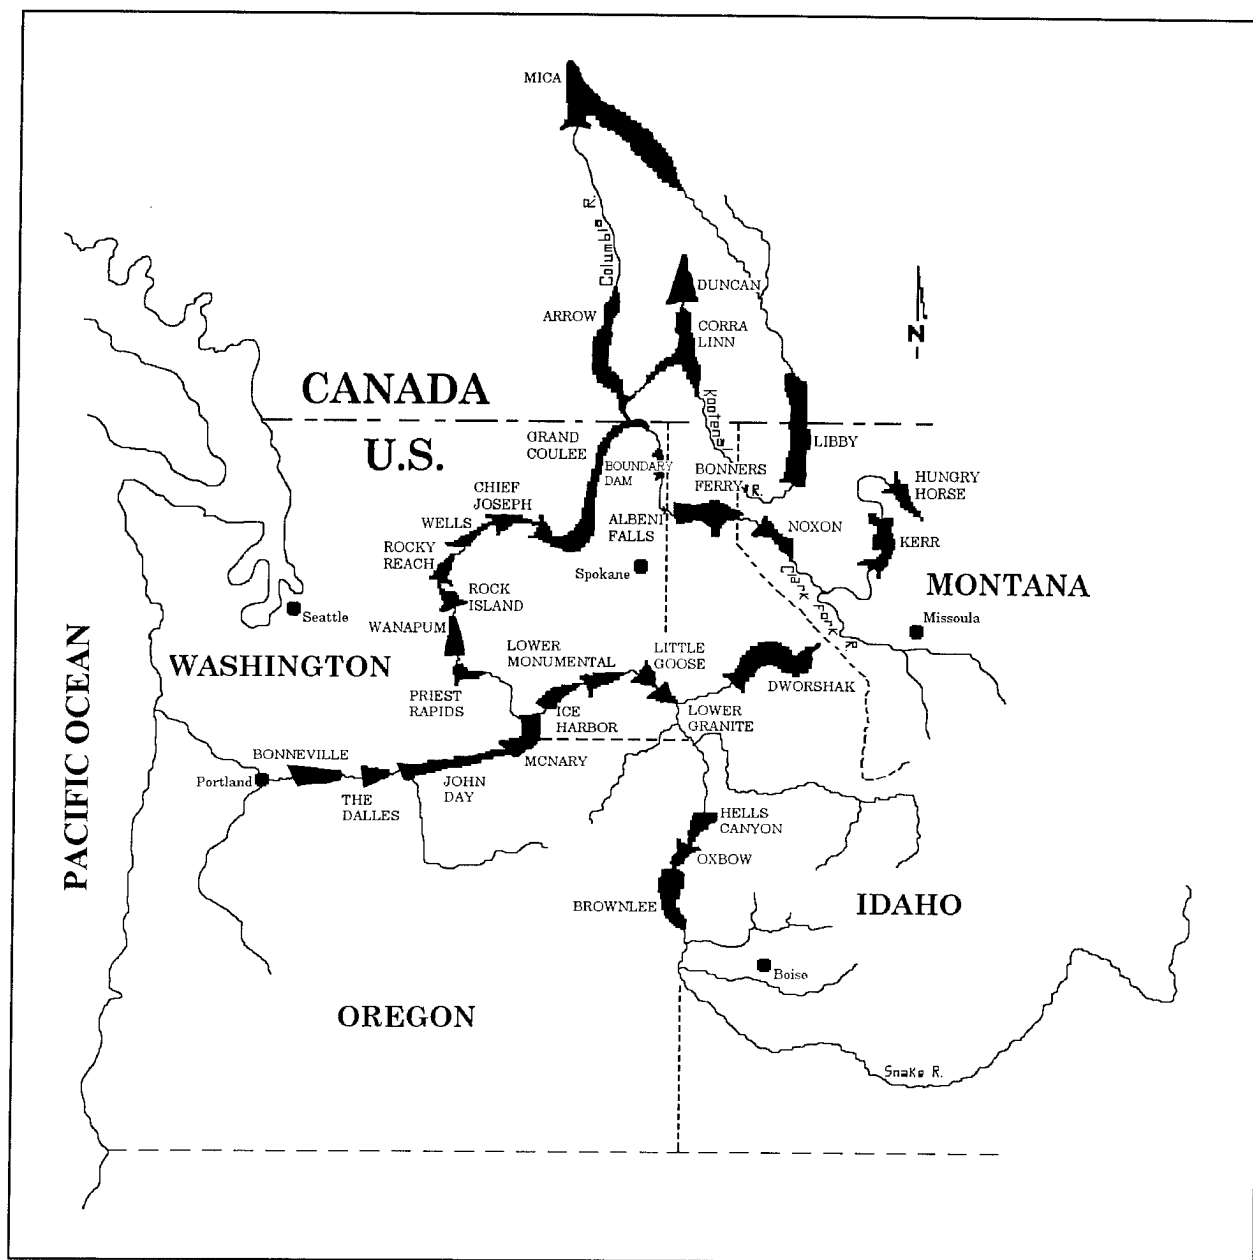 MICA
Columbia R.
DUNCAN
ARROW
CORRA
LINN
N
CANADA
Kootenai
R.
U.S.
GRAND
COULEE
BOUNDARY
DAM
BONNERS
FERRY
LIBBY
HUNGRY
HORSE
CHIEF
JOSEPH
WELLS
ALBENI
FALLS
NOXON
KERR
ROCKY
REACH
Spokane
Clark Fork R.
MONTANA
ROCK
ISLAND
Seattle
WANAPUM
Missoula
LOWER
MONUMENTAL
LITTLE
GOOSE
WASHINGTON
DWORSHAK
PRIEST
RAPIDS
ICE
HARBOR
LOWER
GRANITE
PACIFIC OCEAN
BONNEVILLE
MCNARY
Portland
THE
DALLES
JOHN
DAY
HELLS
CANYON
OXBOW
BROWNLEE
IDAHO
Boise
OREGON
Snake R.